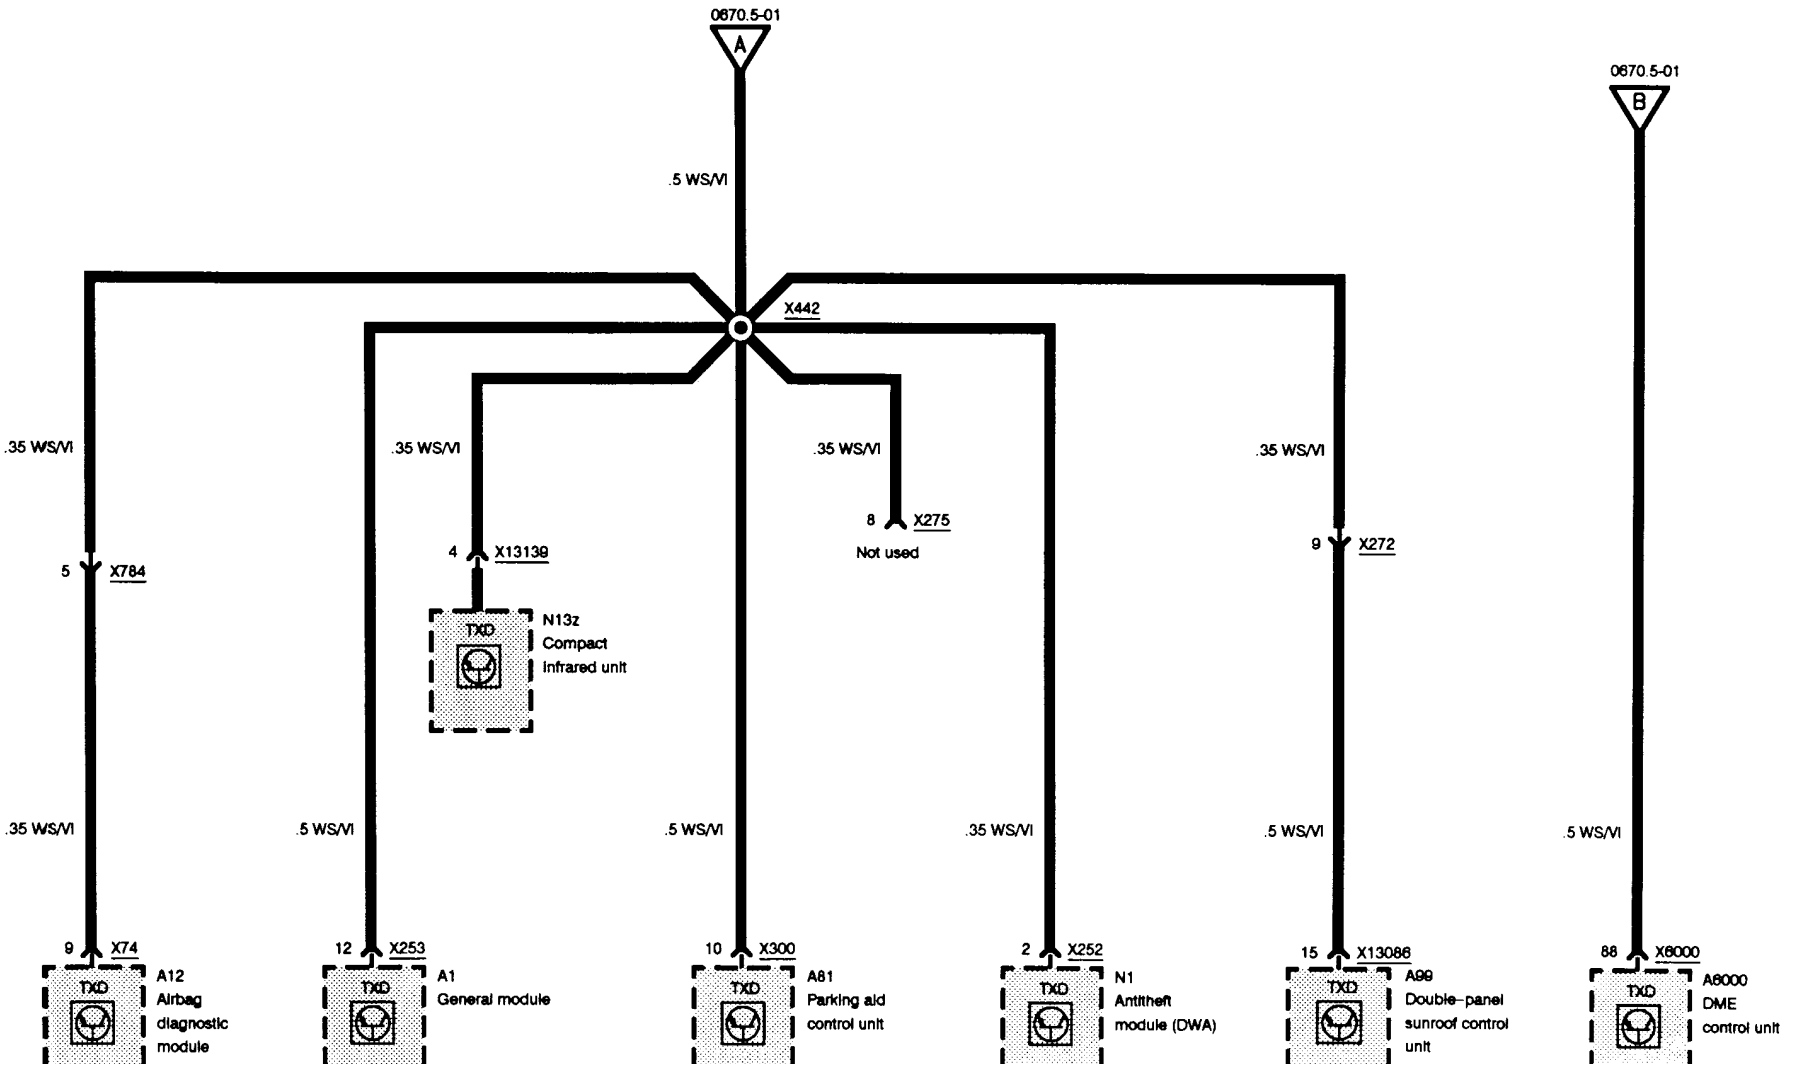 0670.5-01
A
0670.5-01
B
.5 WS/VI
X442
.35 WS/VI
.35 WS/VI
.35 WS/VI
.35 WS/VI
8 X275
Not used
4 X13139
9 X272
5 X784
TXD
N13z
Compact
infrared unit
.35 WS/VI
.5 WS/VI
.5 WS/VI
.35 WS/VI
.5 WS/VI
.5 WS/VI
9 X74
12 X253
10 X300
2 X252
15 X13086
88 X6000
TXD
A12
Airbag
diagnostic
module
TXD
A1
General module
TXD
A81
Parking aid
control unit
TXD
N1
Antitheft
module (DWA)
TXD
A99
Double-panel
sunroof control
unit
TXD
A6000
DME
control unit